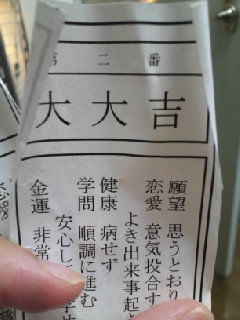 第二番
大大吉
願望 思うとおり
恋愛 意気投合す
よき出来事起
健康 病せず
学問 順調に進む
安心し
金運 非常